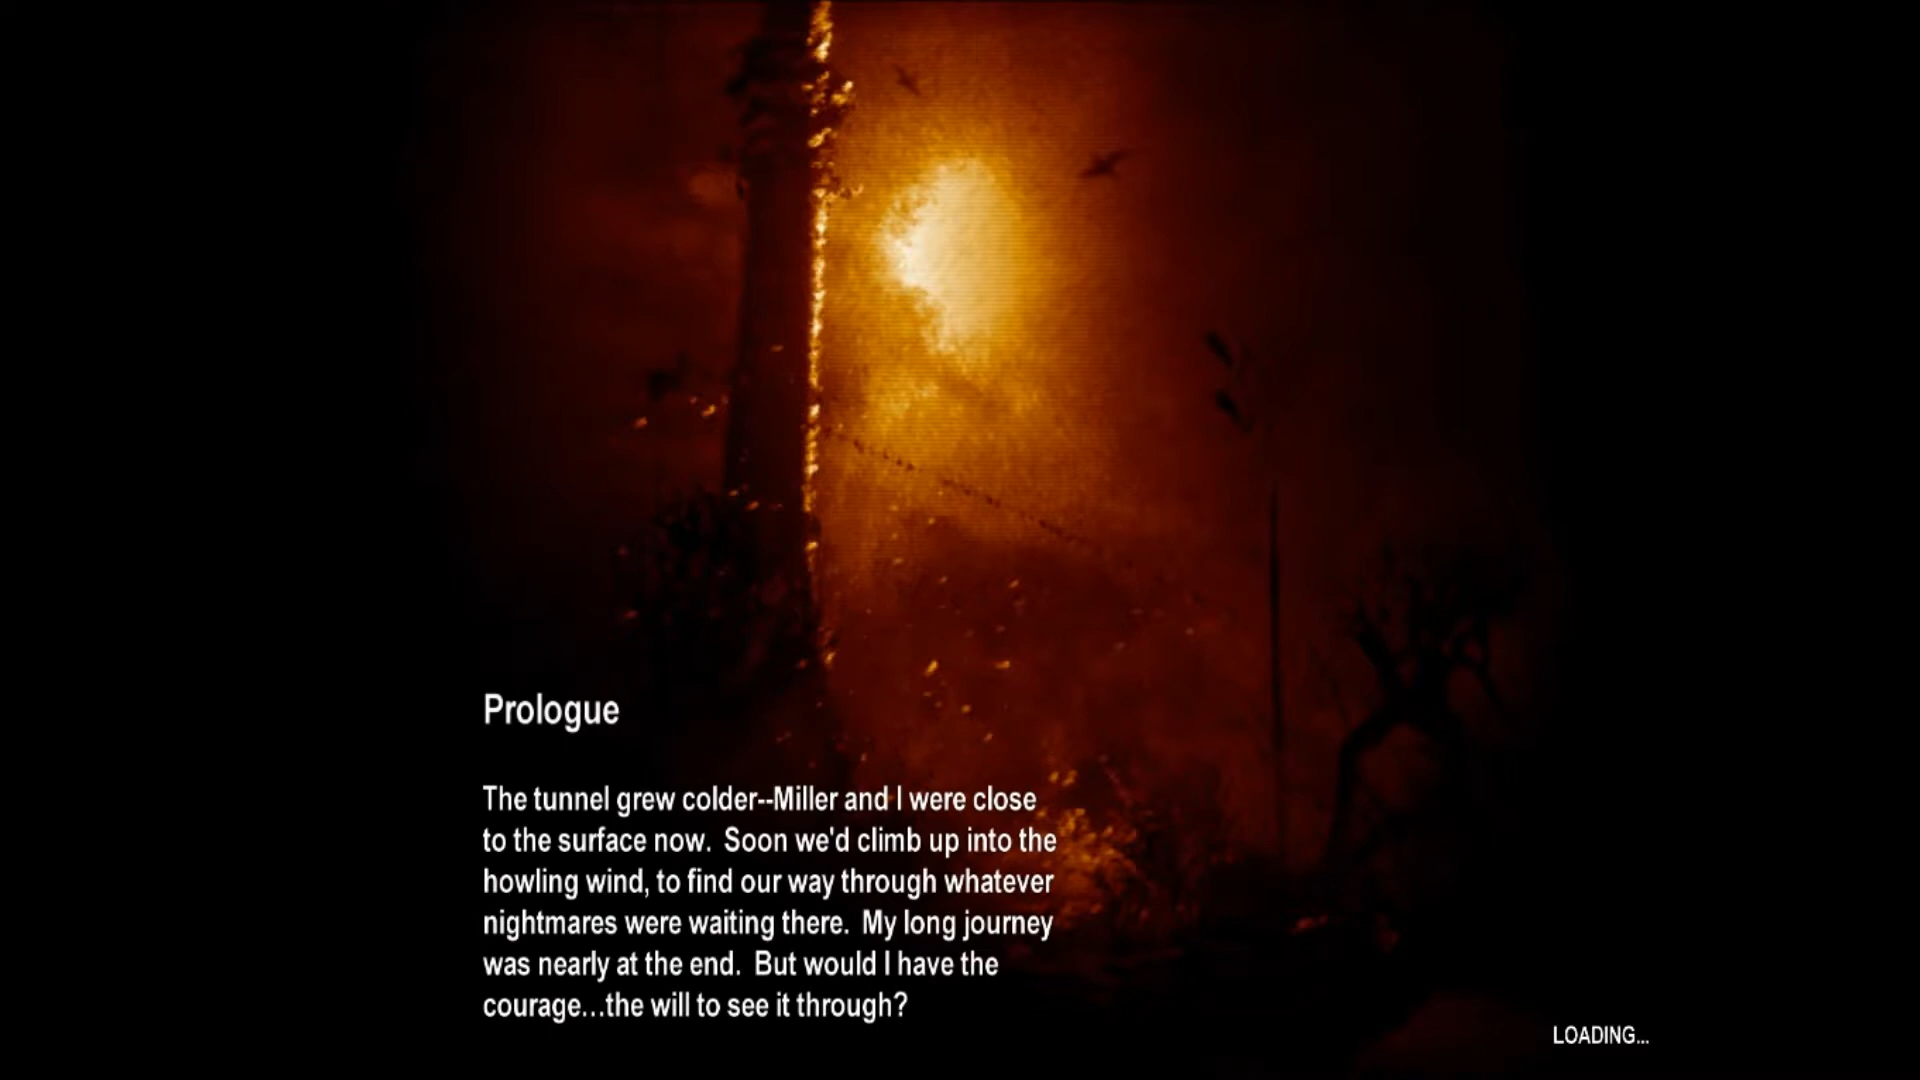 Prologue
The tunnel grew colder--Miller and I were close
to the surface now.  Soon we'd climb up into the
howling wind, to find our way through whatever
nightmares were waiting there.  My long journey
was nearly at the end.  But would I have the
courage...the will to see it through?
LOADING...